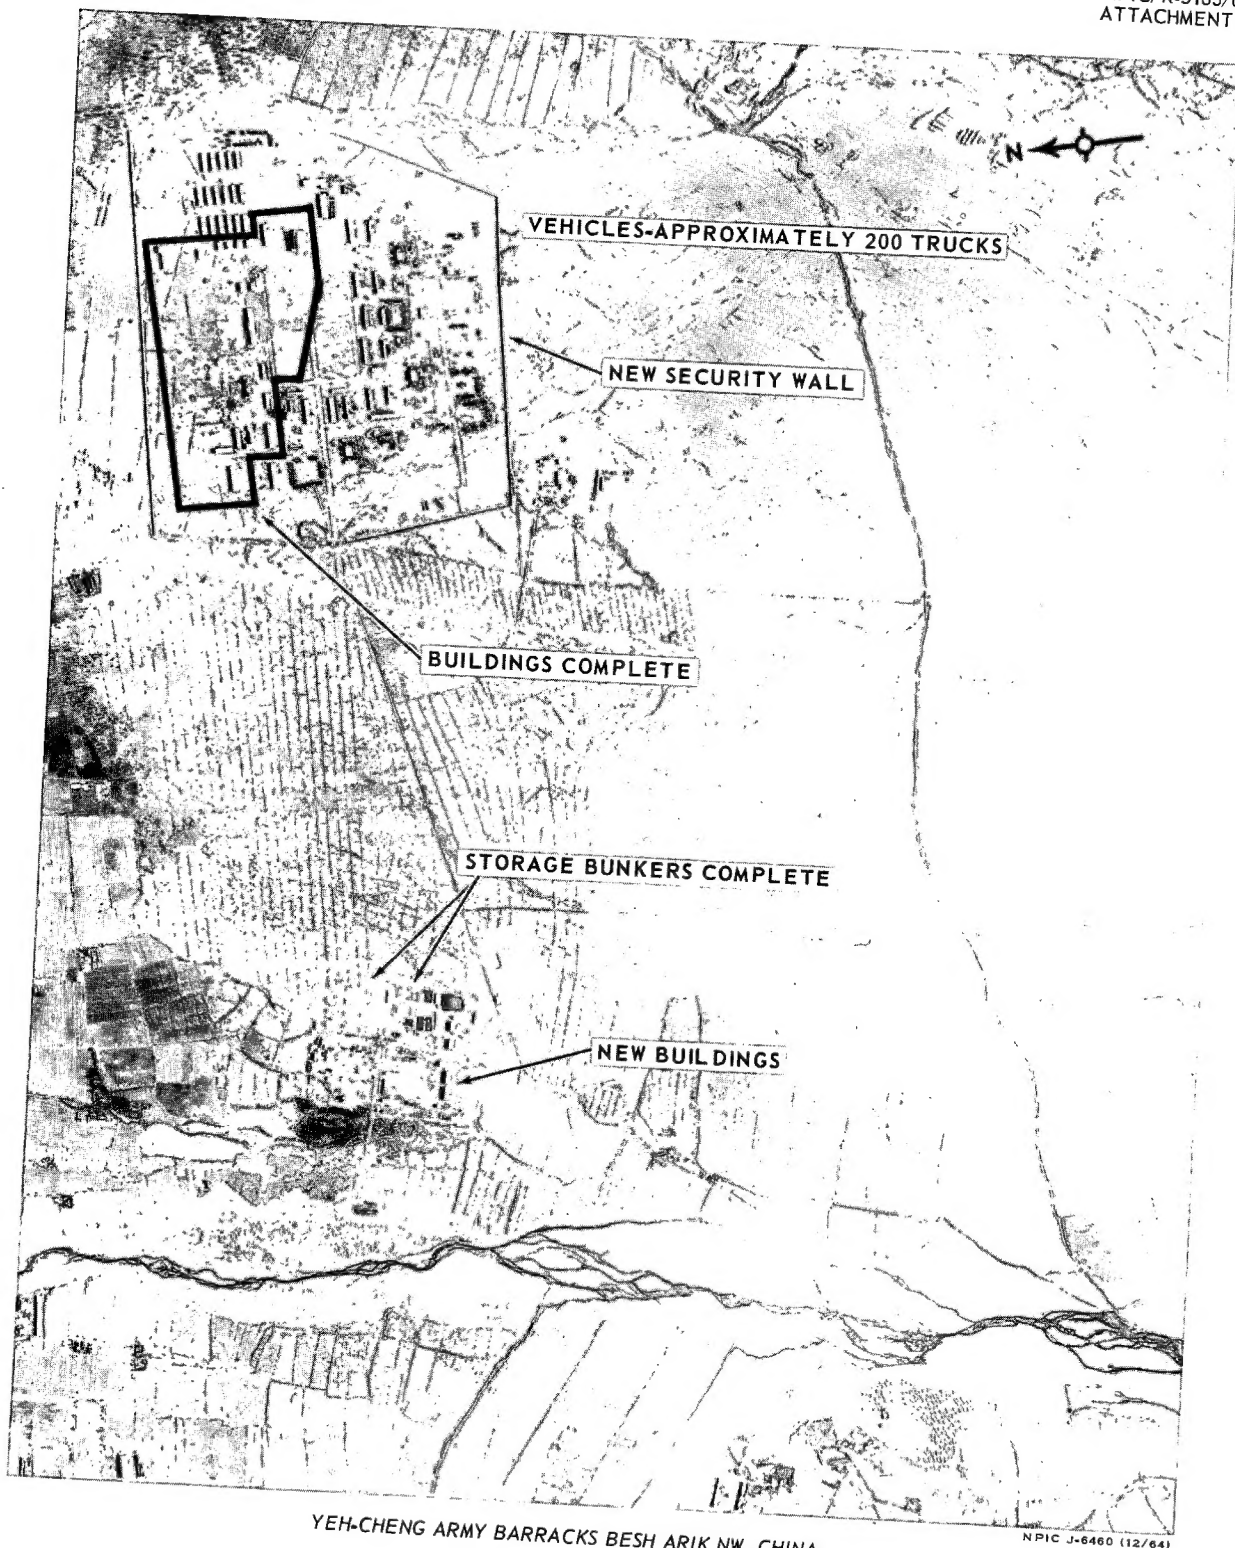 ATTACHMENT
N
VEHICLES-APPROXIMATELY 200 TRUCKS
NEW SECURITY WALL
BUILDINGS COMPLETE
STORAGE BUNKERS COMPLETE
NEW BUILDINGS
YEH-CHENG ARMY BARRACKS BESH ARIK NW, CHINA
NPIC J-6460 (12/64)